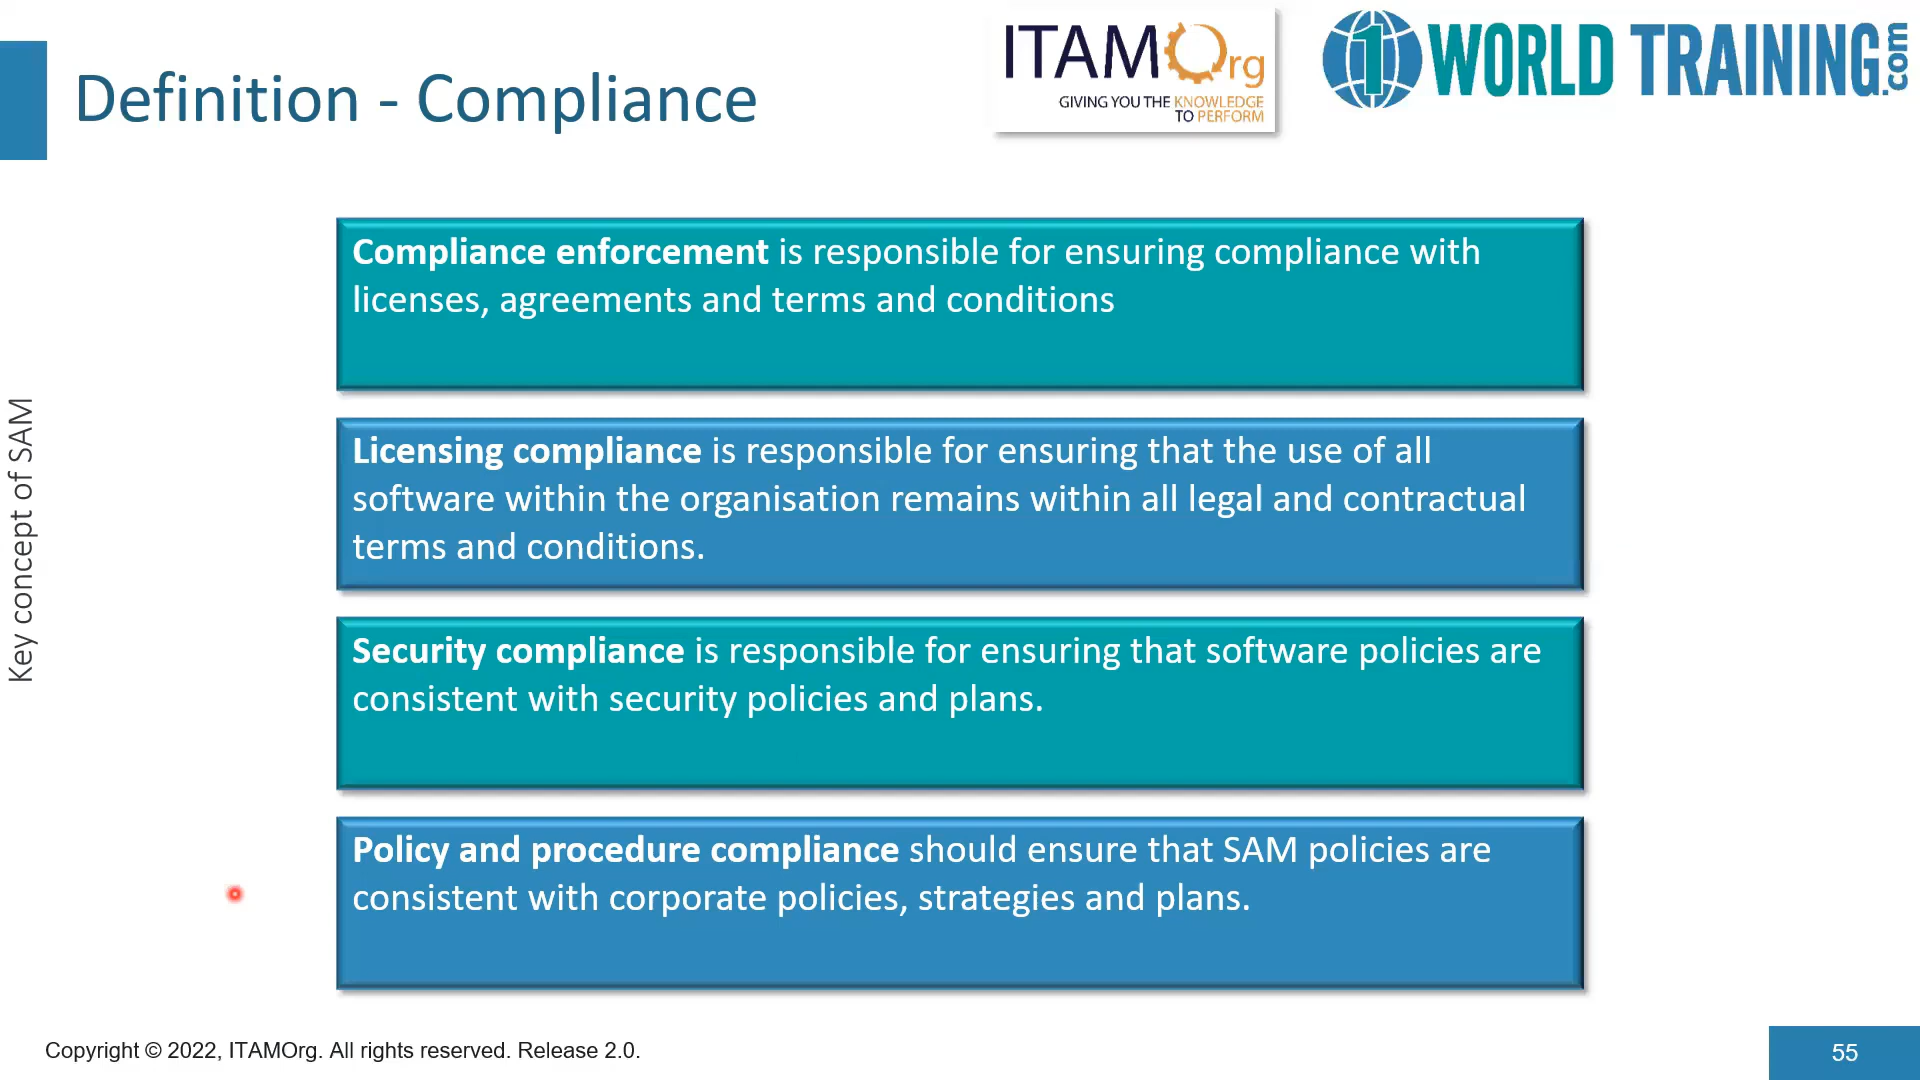 Definition - Compliance
ITAMOrg
GIVING YOU THE KNOWLEDGE
TO PERFORM
1 WORLD TRAINING.com
Key concept of SAM
Compliance enforcement is responsible for ensuring compliance with
licenses, agreements and terms and conditions
Licensing compliance is responsible for ensuring that the use of all
software within the organisation remains within all legal and contractual
terms and conditions.
Security compliance is responsible for ensuring that software policies are
consistent with security policies and plans.
Policy and procedure compliance should ensure that SAM policies are
consistent with corporate policies, strategies and plans.
Copyright © 2022, ITAMOrg. All rights reserved. Release 2.0.
55